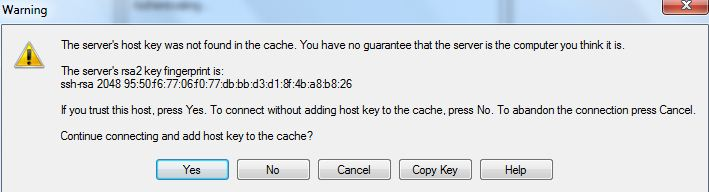 Warning
The server's host key was not found in the cache. You have no guarantee that the server is the computer you think it is.
The server's rsa2 key fingerprint is:
ssh-rsa 2048 95:50:f6:77:06:f0:77:db:bb:d3:d1:8f:4b:a8:b8:26
If you trust this host, press Yes. To connect without adding host key to the cache, press No. To abandon the connection press Cancel.
Continue connecting and add host key to the cache?
Yes No Cancel Copy Key Help